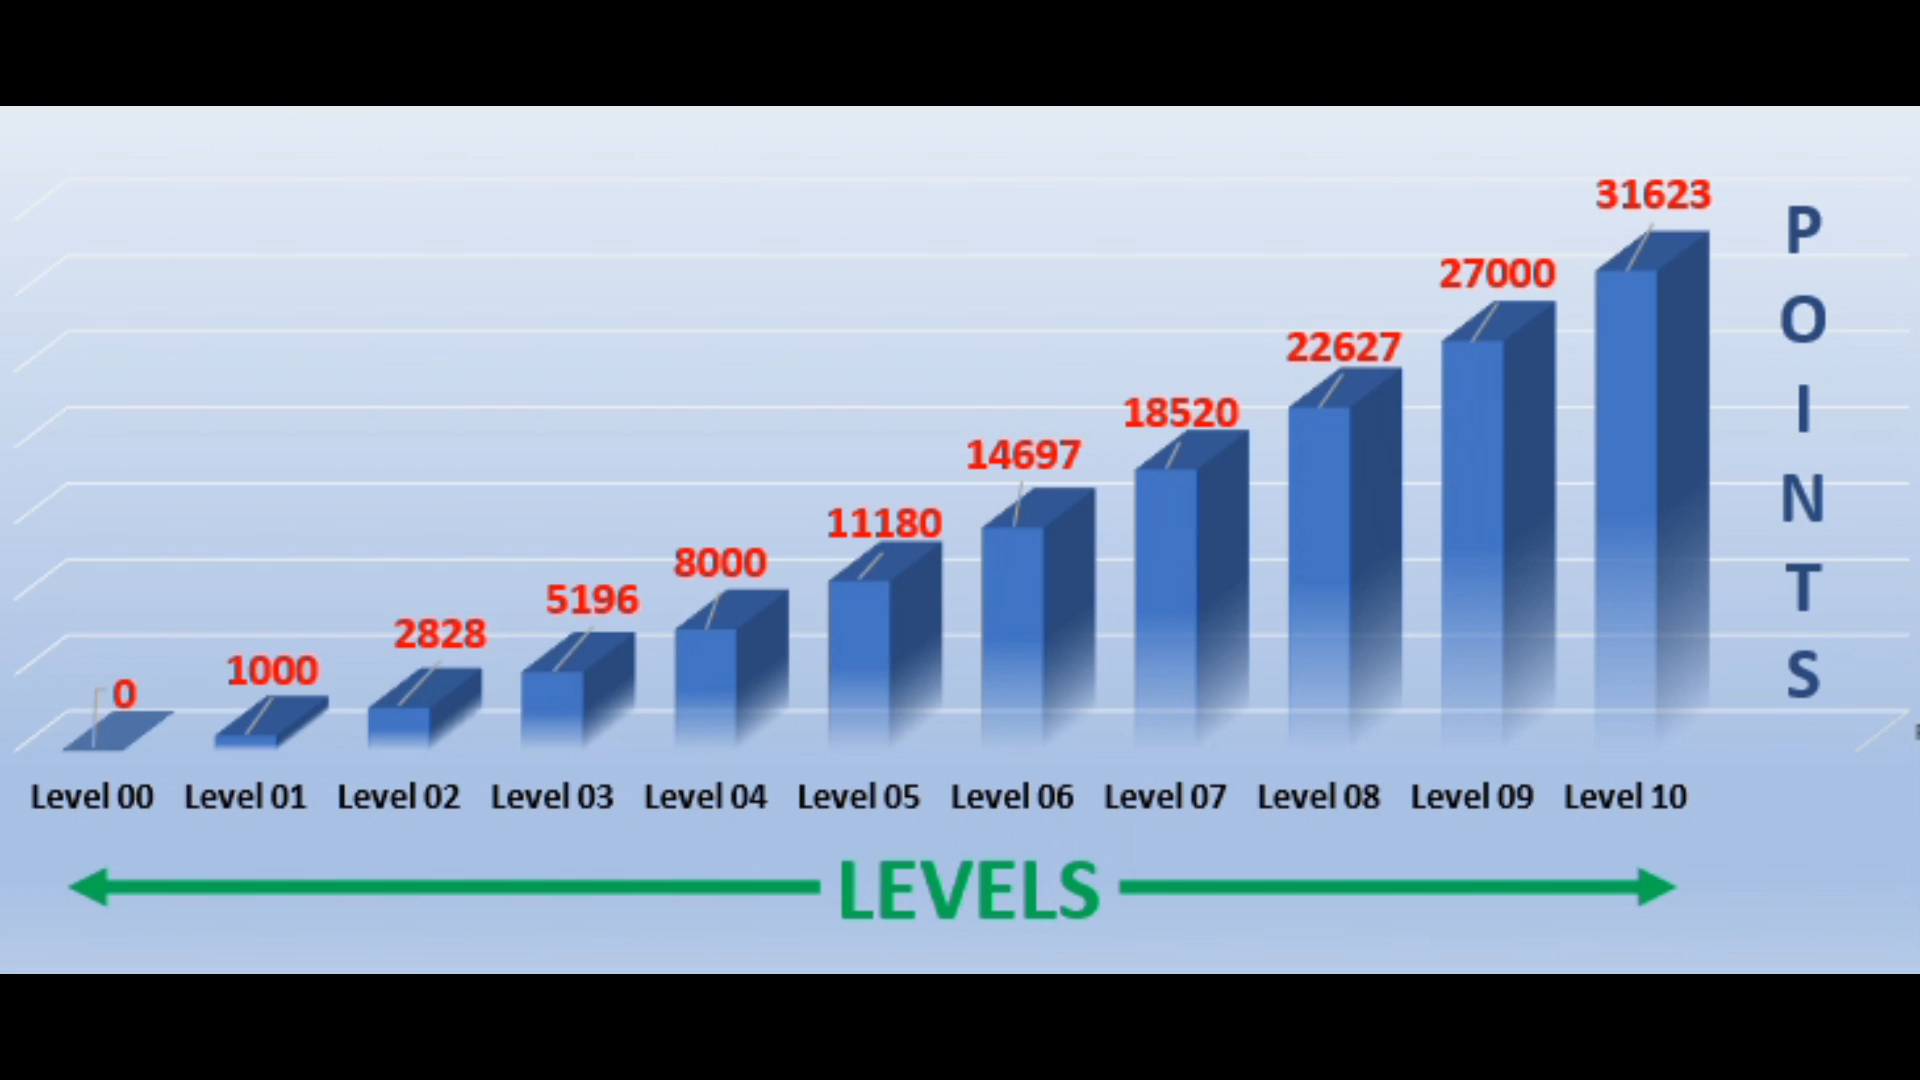 31623
27000
22627
18520
14697
11180
8000
5196
2828
1000
0
P
O
I
N
T
S
Level 00 Level 01 Level 02 Level 03 Level 04 Level 05 Level 06 Level 07 Level 08 Level 09 Level 10
LEVELS